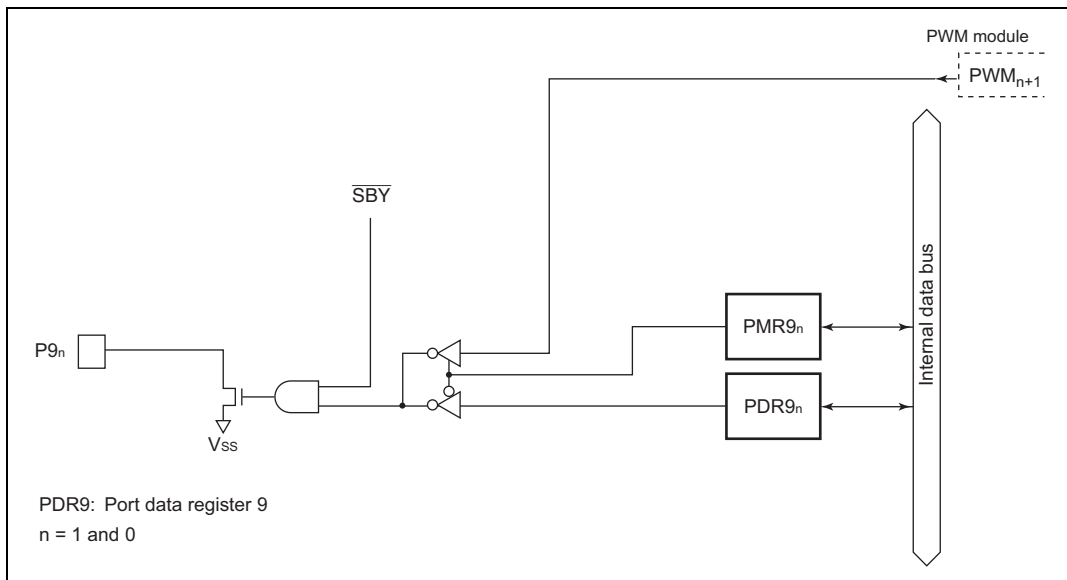 PWM module
PWMn+1
SBY
Internal data bus
PMR9n
P9n
PDR9n
VSS
PDR9: Port data register 9
n = 1 and 0